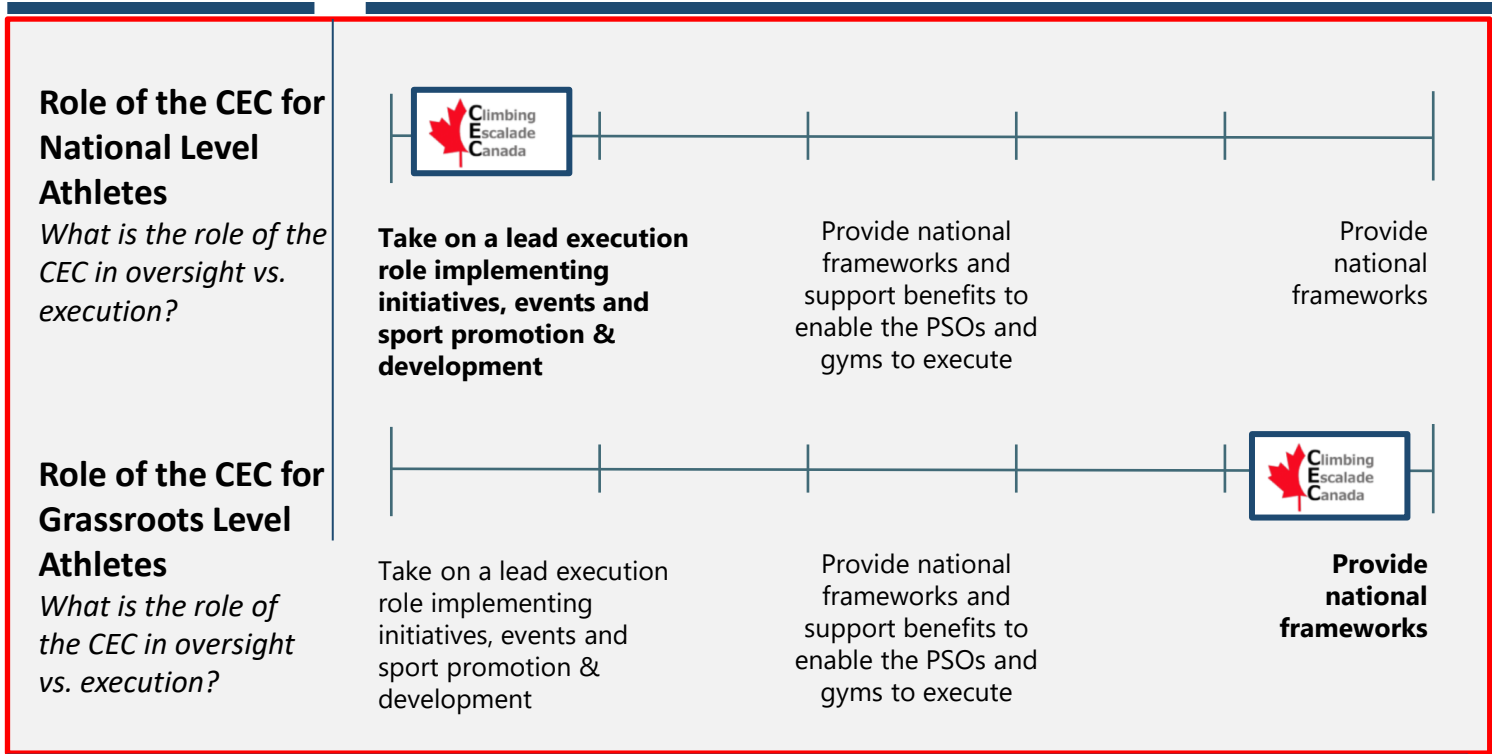 Role of the CEC for
National Level
Athletes
What is the role of the
CEC in oversight vs.
execution?
Climbing
Escalade
Canada
Take on a lead execution
role implementing
initiatives, events and
sport promotion &
development
Provide national
frameworks and
support benefits to
enable the PSOs and
gyms to execute
Provide
national
frameworks
Role of the CEC for
Grassroots Level
Athletes
What is the role of
the CEC in oversight
vs. execution?
Climbing
Escalade
Canada
Take on a lead execution
role implementing
initiatives, events and
sport promotion &
development
Provide national
frameworks and
support benefits to
enable the PSOs and
gyms to execute
Provide
national
frameworks